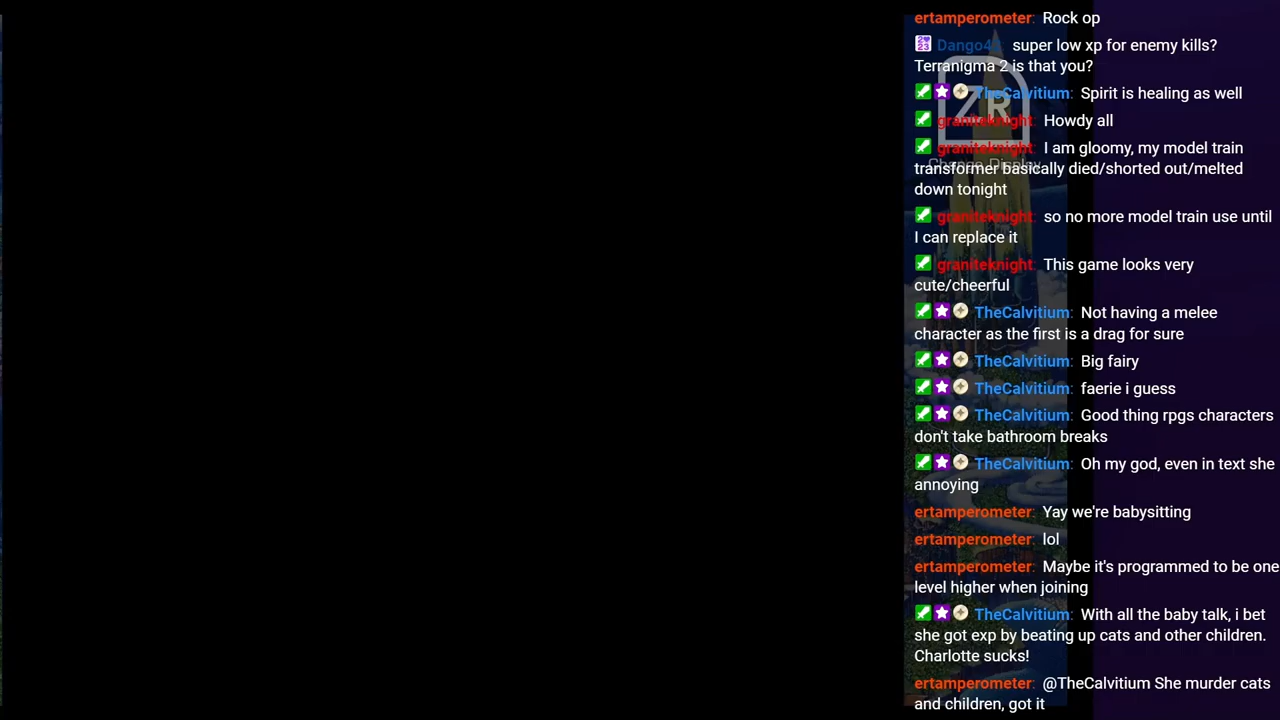 ertamperometer: Rock op
Dango4 : super low xp for enemy kills?
Terranigma 2 is that you?
TheCalvitium: Spirit is healing as well
graniteknight: Howdy all
graniteknight: I am gloomy, my model train
transformer basically died/shorted out/melted
down tonight
graniteknight: so no more model train use until
I can replace it
graniteknight: This game looks very
cute/cheerful
TheCalvitium: Not having a melee
character as the first is a drag for sure
TheCalvitium: Big fairy
TheCalvitium: faerie i guess
TheCalvitium: Good thing rpgs characters
don't take bathroom breaks
TheCalvitium: Oh my god, even in text she
annoying
ertamperometer: Yay we're babysitting
ertamperometer: lol
ertamperometer: Maybe it's programmed to be one
level higher when joining
TheCalvitium: With all the baby talk, i bet
she got exp by beating up cats and other children.
Charlotte sucks!
ertamperometer: @TheCalvitium She murder cats
and children, got it
ZR
Change Display